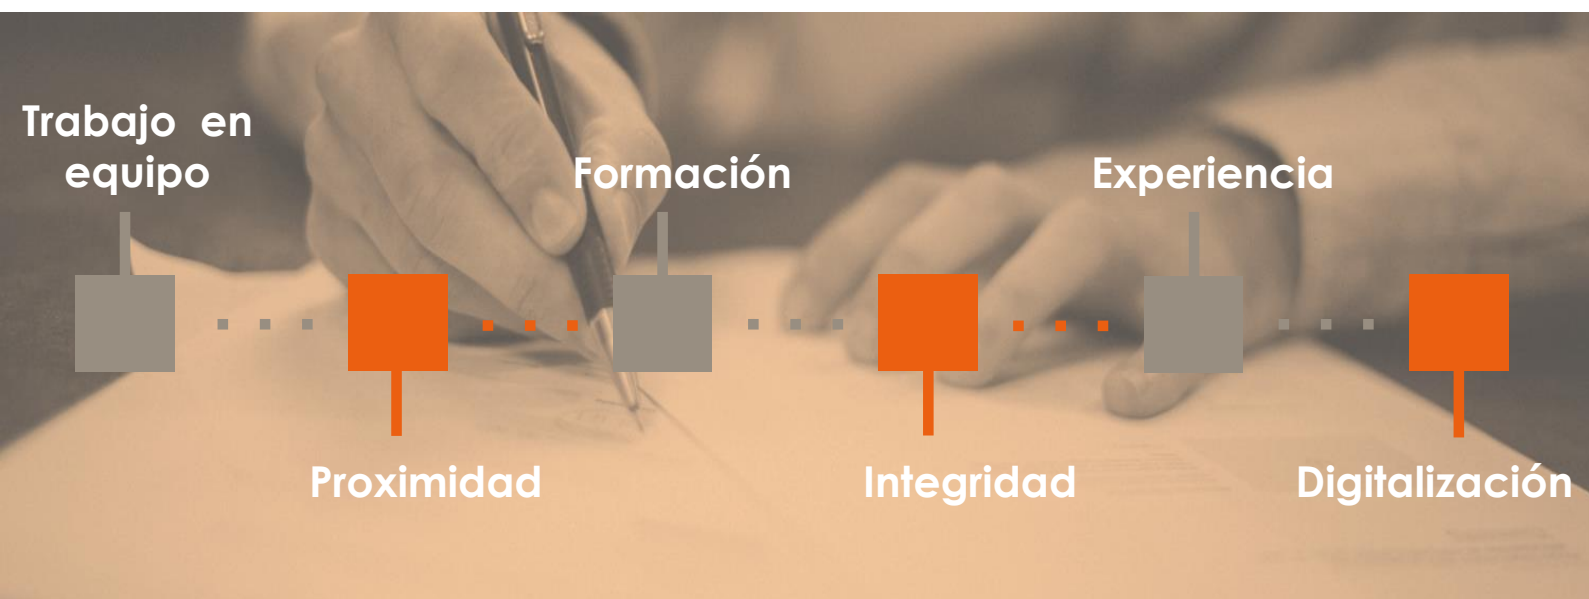 Trabajo en
equipo
Proximidad
Formación
Integridad
Experiencia
Digitalización